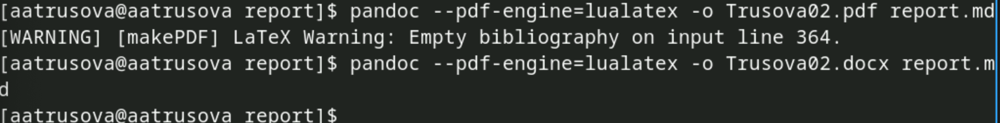 [aatrusova@aatrusova report]$ pandoc --pdf-engine=lualatex -o Trusova02.pdf report.md
[WARNING] [makePDF] LaTeX Warning: Empty bibliography on input line 364.
[aatrusova@aatrusova report]$ pandoc --pdf-engine=lualatex -o Trusova02.docx report.m
d
[aatrusova@aatrusova report]$